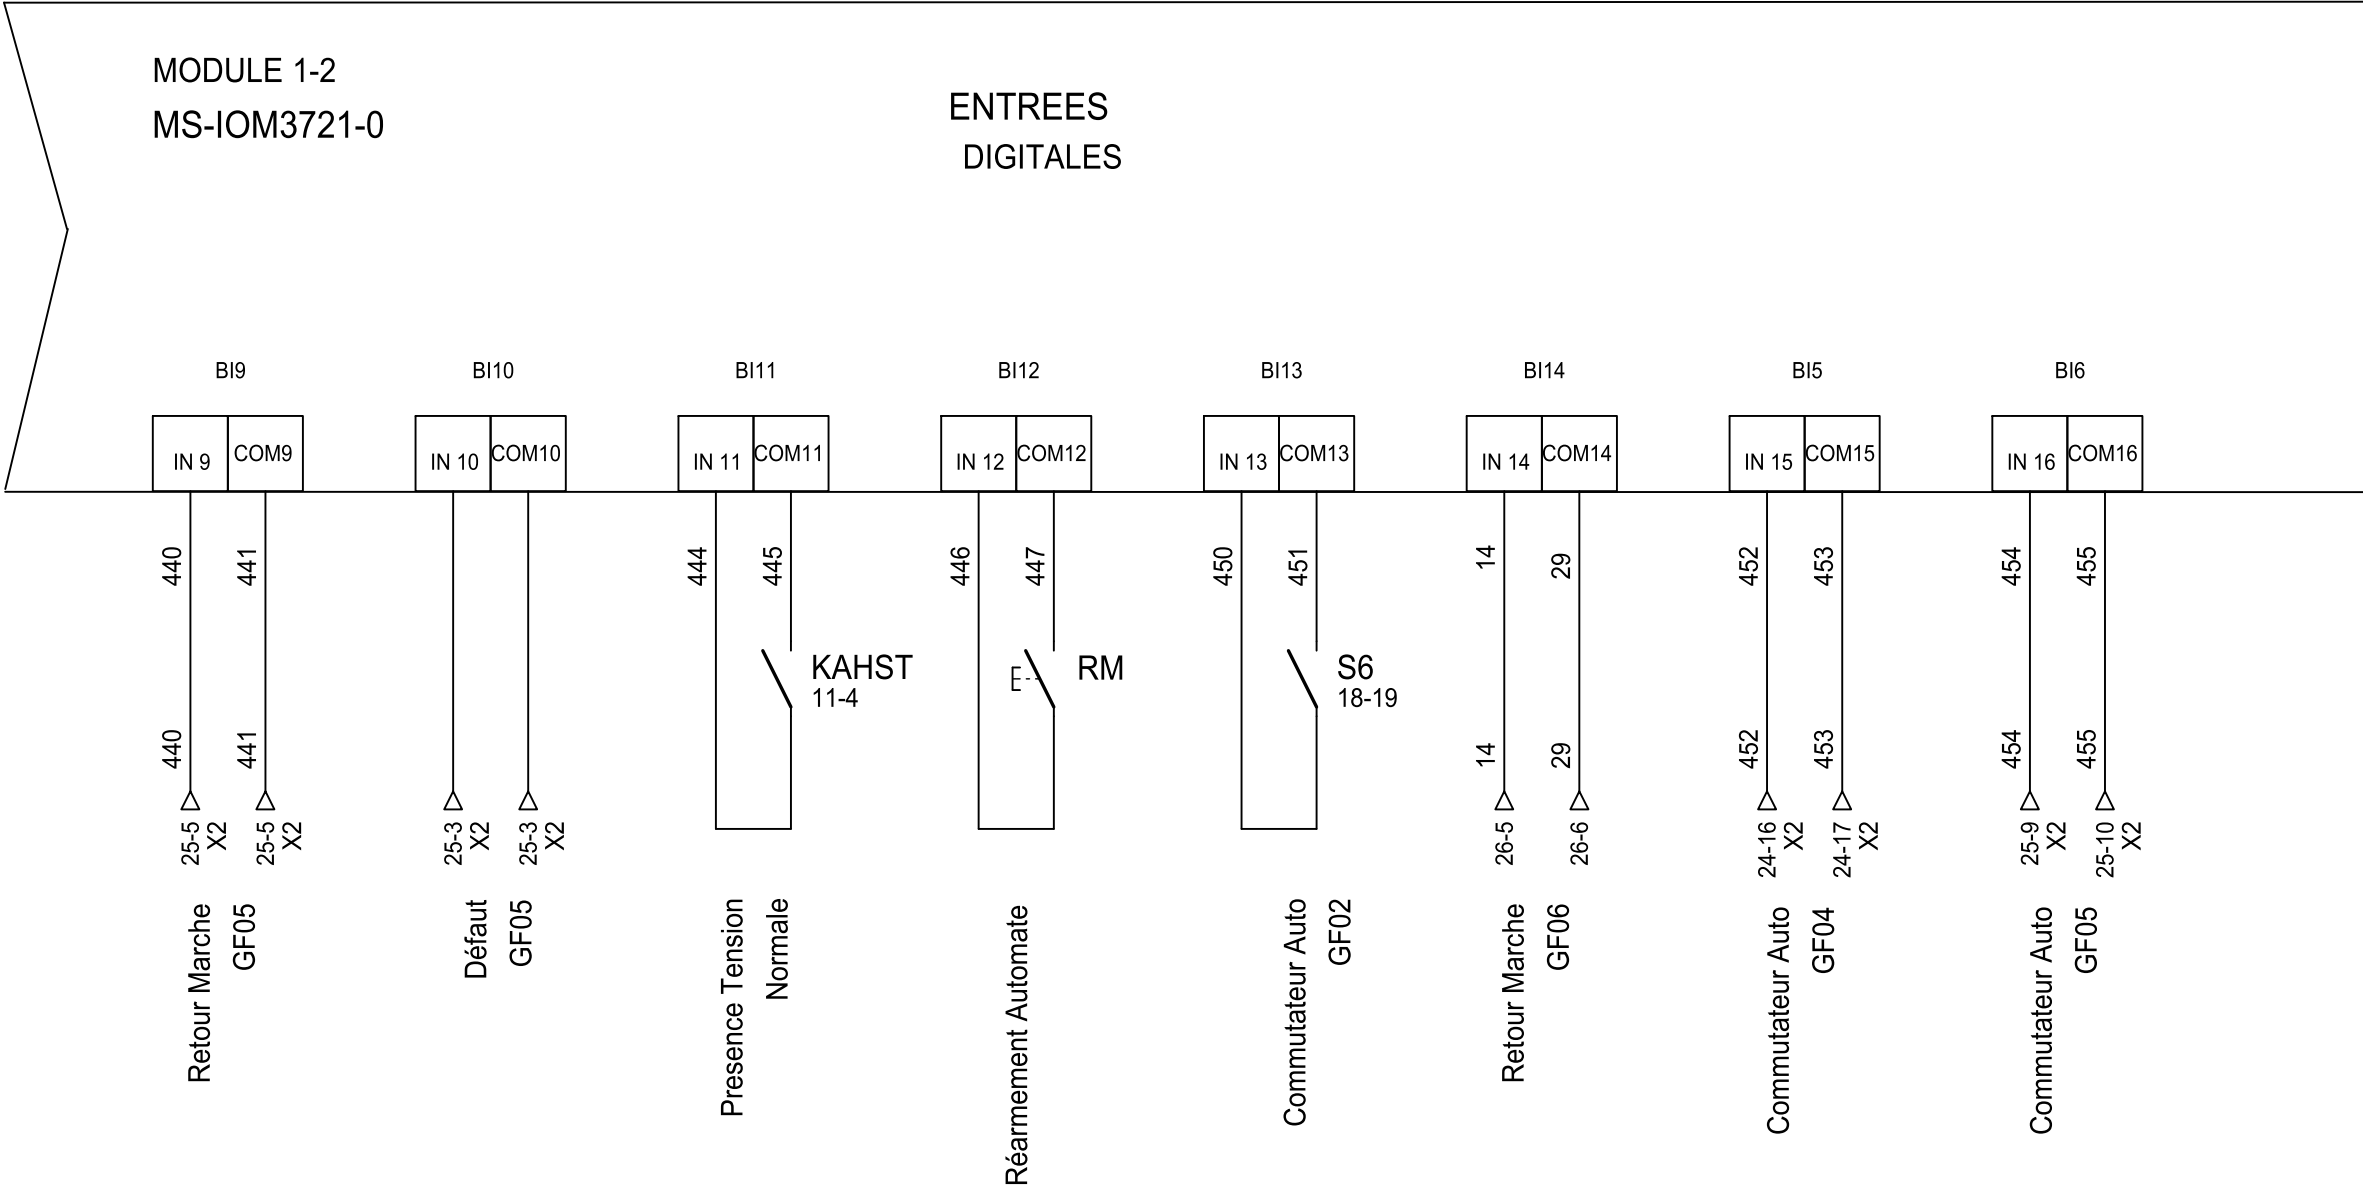 MODULE 1-2
MS-IOM3721-0
ENTREES
DIGITALES
BI9
BI10
BI11
BI12
BI13
BI14
BI5
BI6
IN 9
COM9
IN 10
COM10
IN 11
COM11
IN 12
COM12
IN 13
COM13
IN 14
COM14
IN 15
COM15
IN 16
COM16
440
441
444
445
446
447
450
451
14
29
452
453
454
455
KAHST
11-4
RM
S6
18-19
440
441
14
29
452
453
454
455
25-5
X2
25-5
X2
25-3
X2
25-3
X2
26-5
26-6
24-16
X2
24-17
X2
25-9
X2
25-10
X2
Retour Marche
GF05
Défaut
GF05
Presence Tension
Normale
Réarmement Automate
Commutateur Auto
GF02
Retour Marche
GF06
Commutateur Auto
GF04
Commutateur Auto
GF05